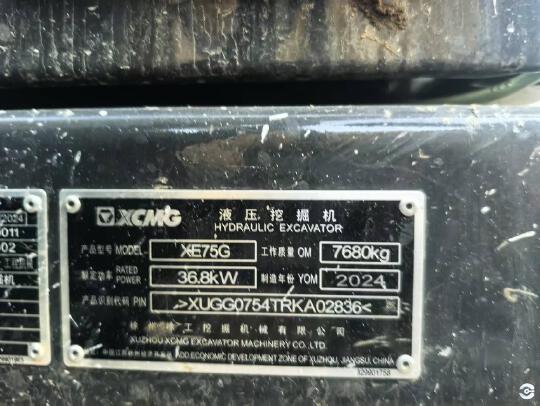 2024
0011
002
XCMG 液压挖掘机
HYDRAULIC EXCAVATOR
产品型号 MODEL XE75G 工作质量 OM 7680kg
额定功率 RATED POWER 36.8kW 制造年份 YOM 2024
产品识别代码 PIN >XUGG0754TRKA02836<
徐州徐工挖掘机械有限公司
XUZHOU XCMG EXCAVATOR MACHINERY CO., LTD.
ECONOMIC DEVELOPMENT ZONE OF XUZHOU, JIANGSU, CHINA
329901758